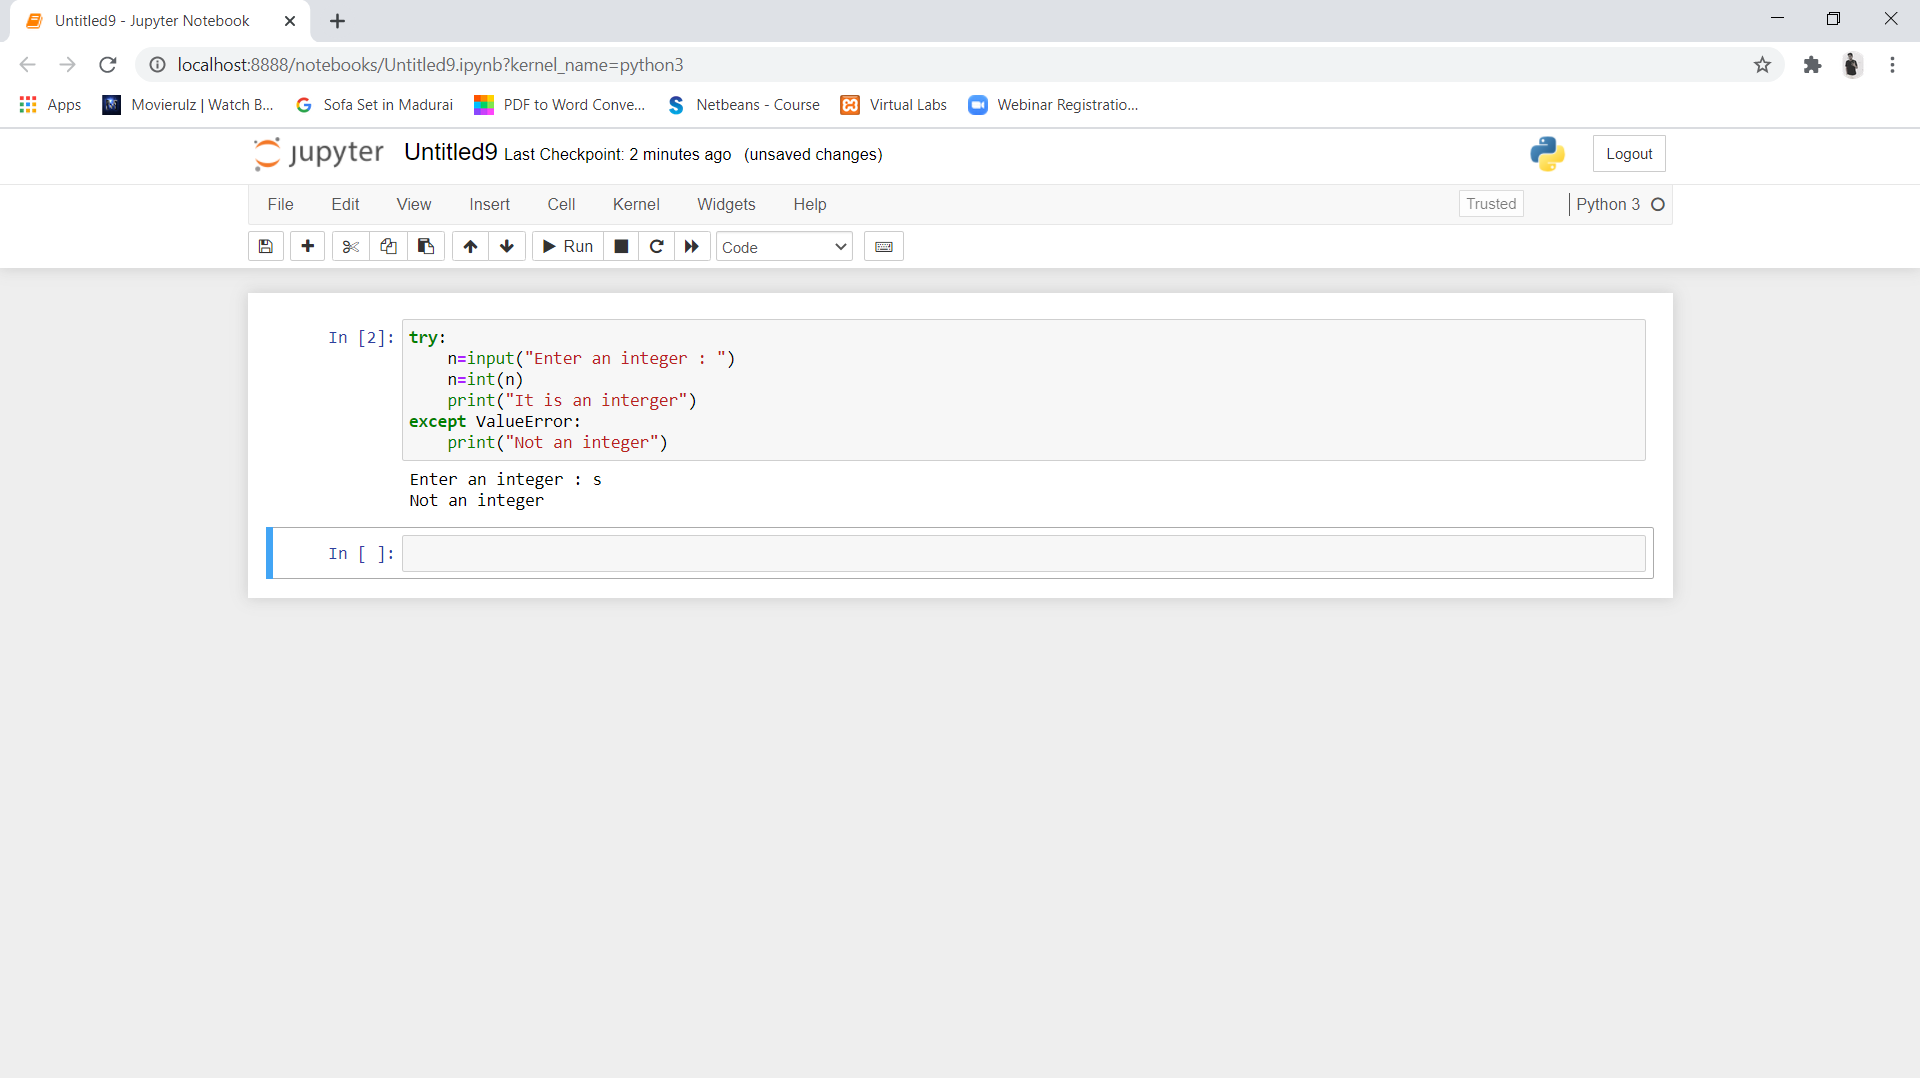 Untitled9 - Jupyter Notebook
localhost:8888/notebooks/Untitled9.ipynb?kernel_name=python3
Apps Movierulz | Watch B... Sofa Set in Madurai PDF to Word Conve... Netbeans - Course Virtual Labs Webinar Registratio...
jupyter Untitled9 Last Checkpoint: 2 minutes ago (unsaved changes) Logout
File Edit View Insert Cell Kernel Widgets Help Trusted Python 3
Run Code
In [2]: try:
    n=input("Enter an integer : ")
    n=int(n)
    print("It is an interger")
except ValueError:
    print("Not an integer")
Enter an integer : s
Not an integer
In [ ]: